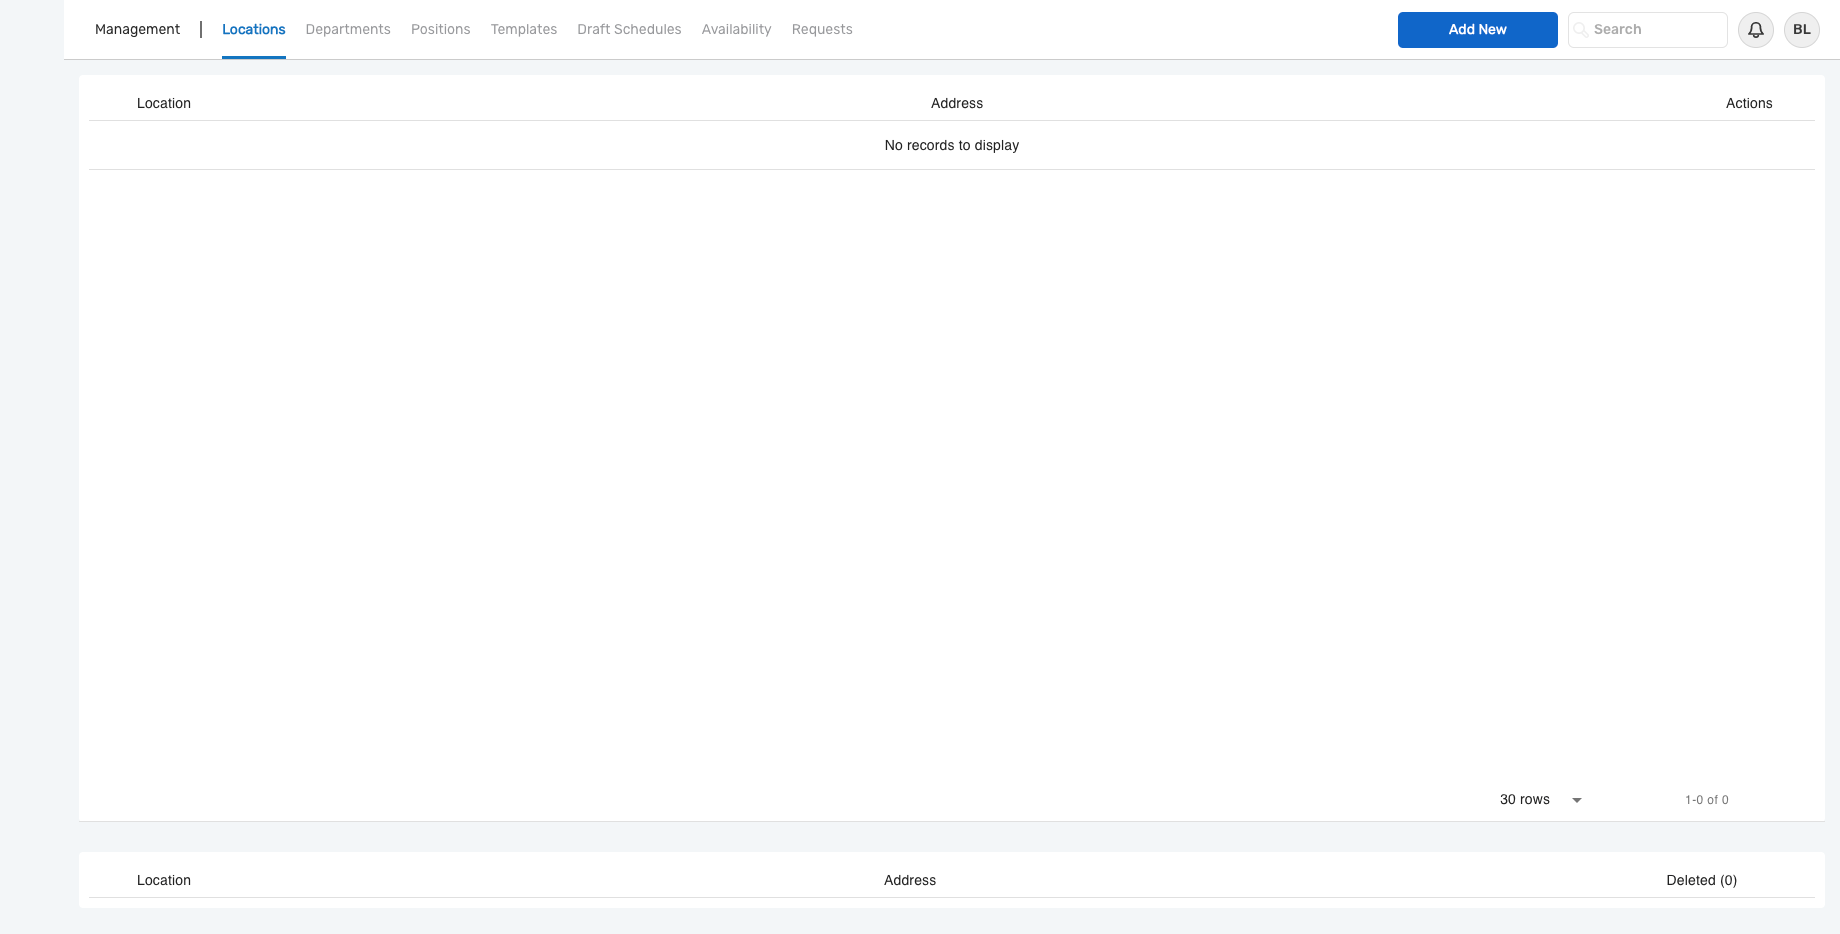 Management | Locations Departments Positions Templates Draft Schedules Availability Requests Add New Search BL
Location Address Actions
No records to display
30 rows 1-0 of 0
Location Address Deleted (0)